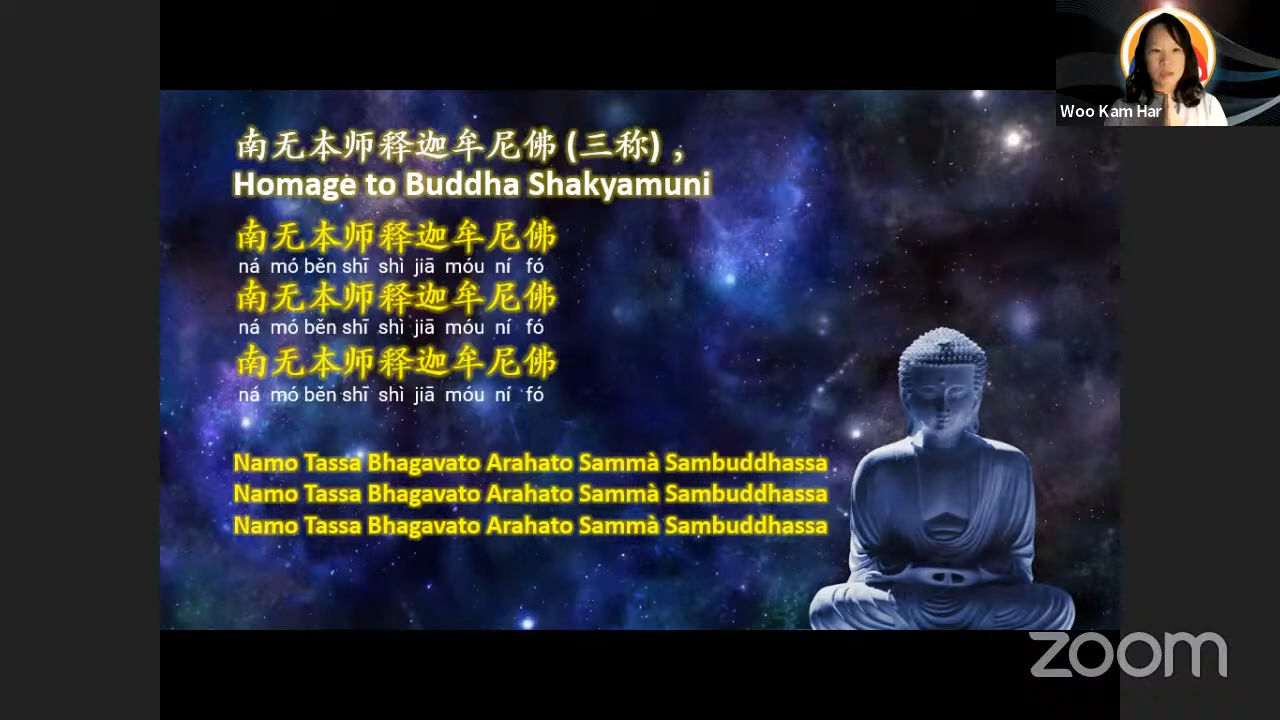 Woo Kam Har
南无本师释迦牟尼佛 (三称) ，
Homage to Buddha Shakyamuni
南无本师释迦牟尼佛
ná mó běn shī shì jiā móu ní fó
南无本师释迦牟尼佛
ná mó běn shī shì jiā móu ní fó
南无本师释迦牟尼佛
ná mó běn shī shì jiā móu ní fó
Namo Tassa Bhagavato Arahato Sammà Sambuddhassa
Namo Tassa Bhagavato Arahato Sammà Sambuddhassa
Namo Tassa Bhagavato Arahato Sammà Sambuddhassa
zoom